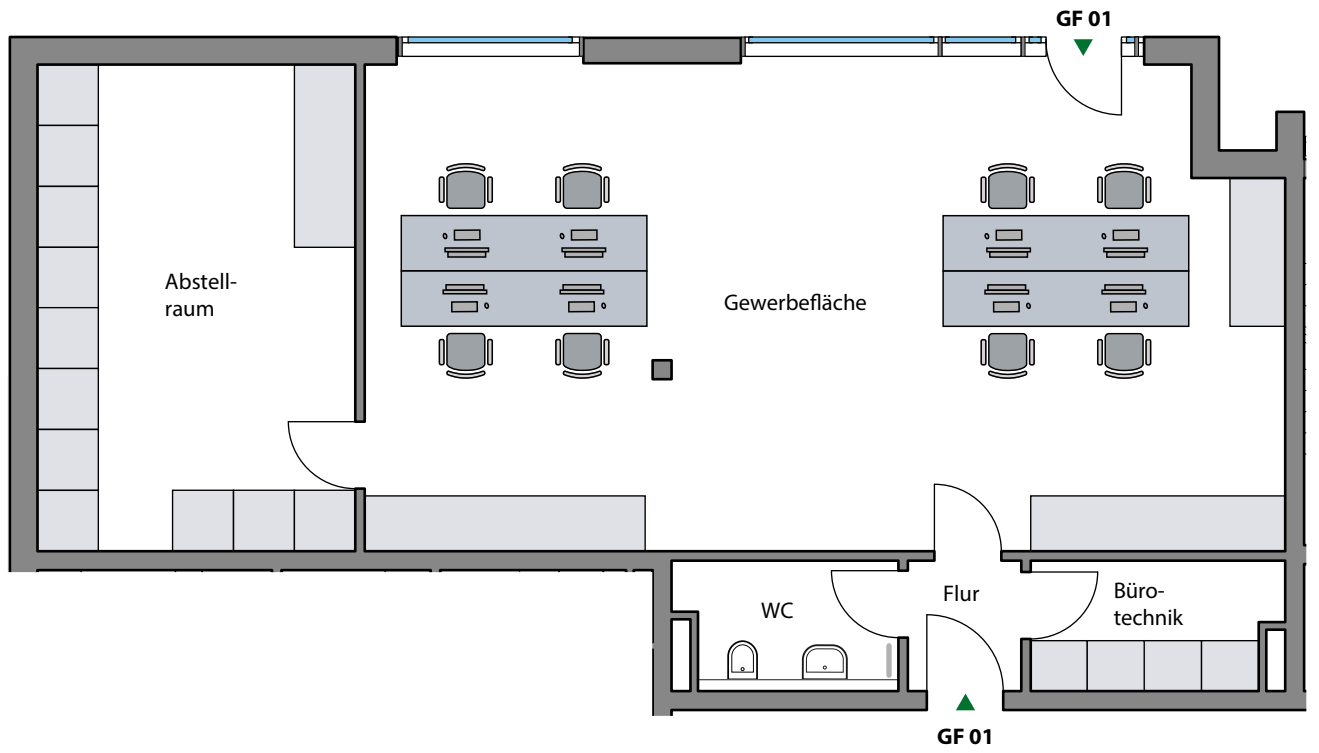 GF 01
Abstell-
raum
Gewerbefläche
WC
Flur
Büro-
technik
GF 01